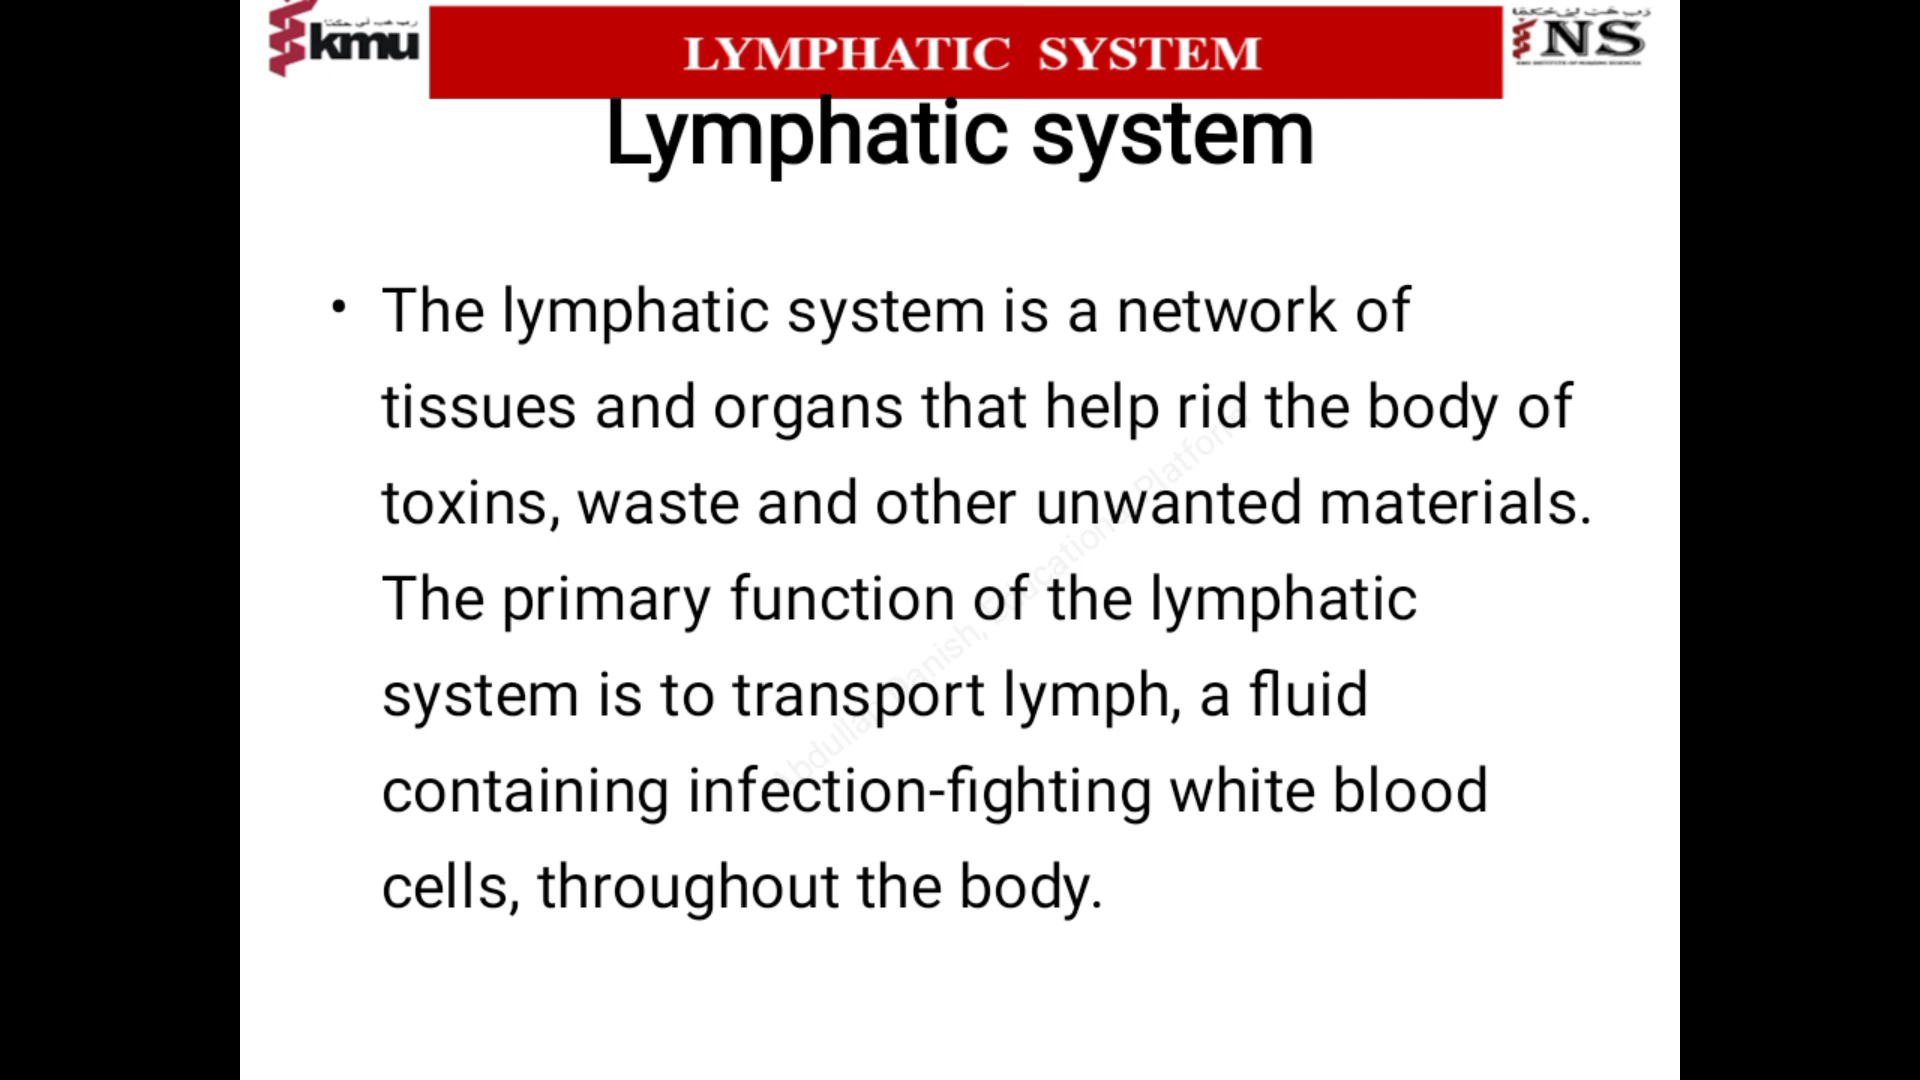 kmu
LYMPHATIC SYSTEM
iNS
Lymphatic system
• The lymphatic system is a network of
tissues and organs that help rid the body of
toxins, waste and other unwanted materials.
The primary function of the lymphatic
system is to transport lymph, a fluid
containing infection-fighting white blood
cells, throughout the body.